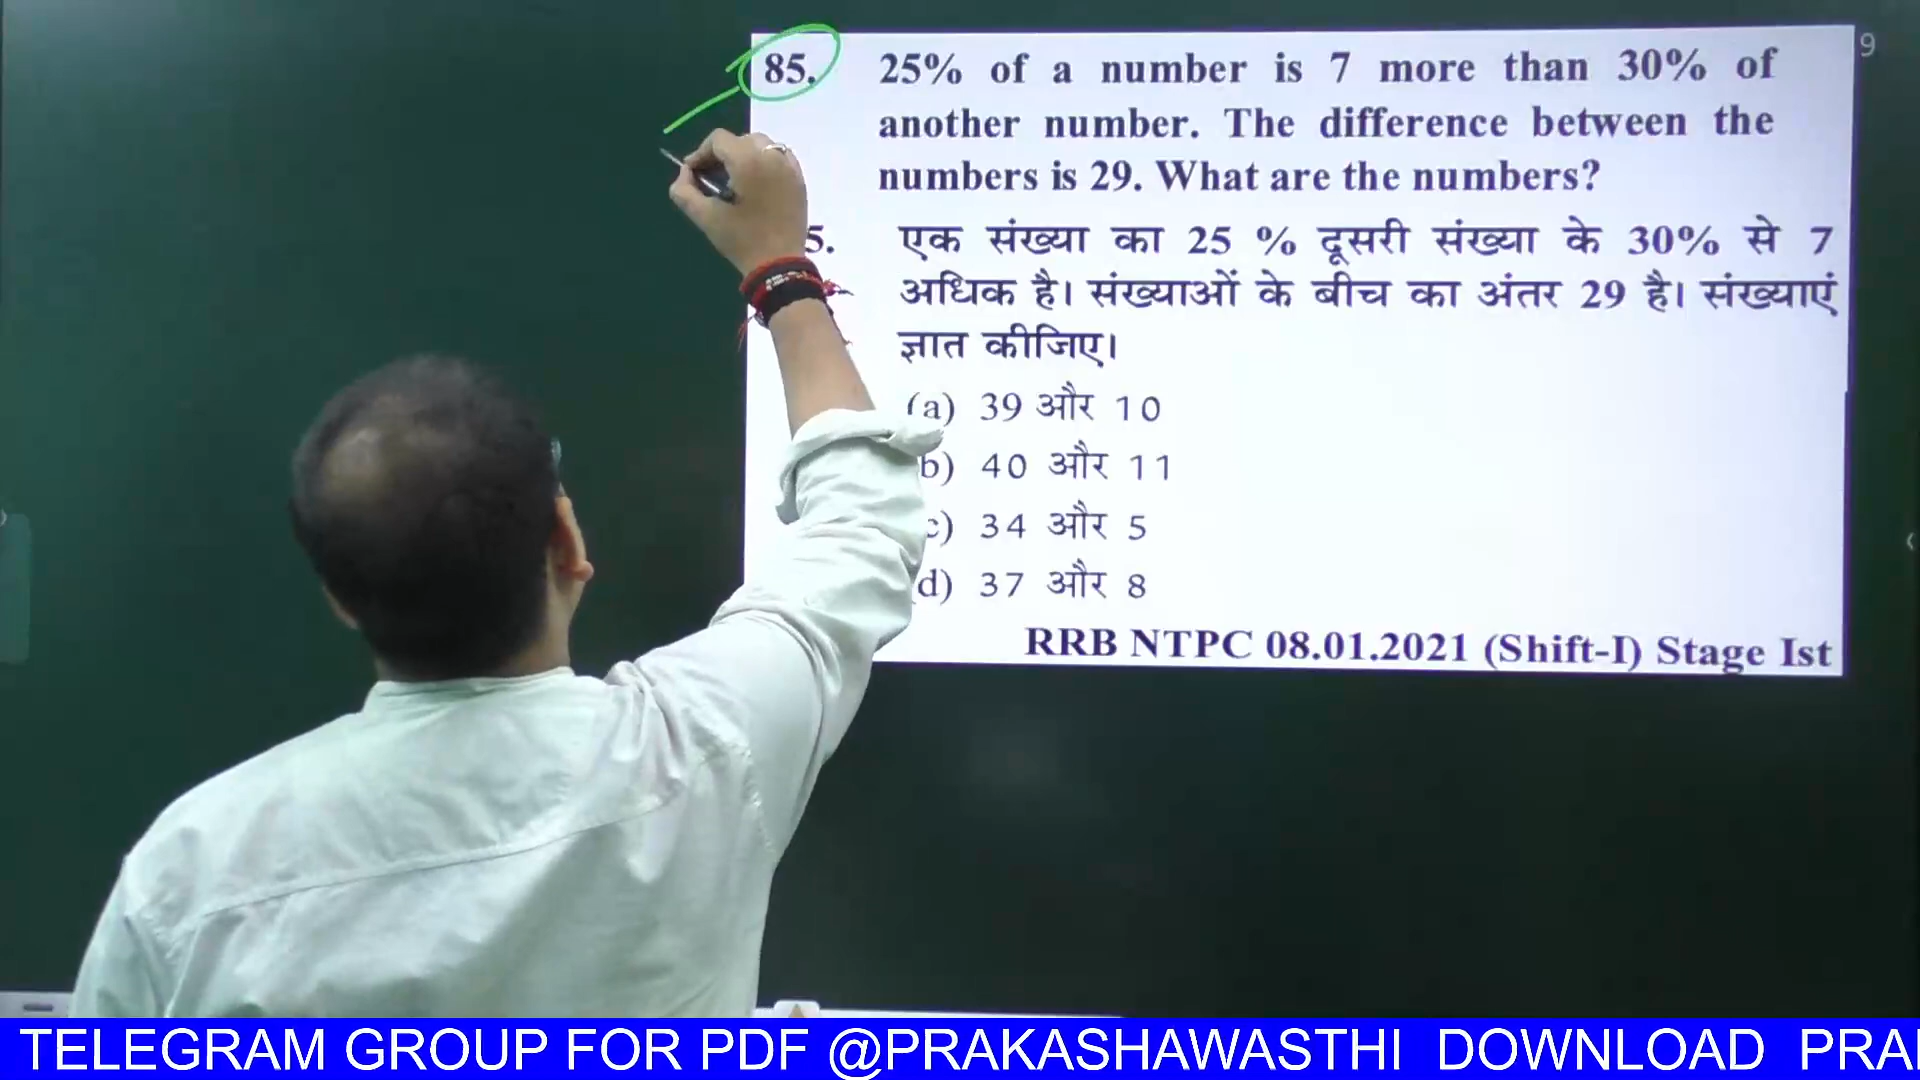 85. 25% of a number is 7 more than 30% of
another number. The difference between the
numbers is 29. What are the numbers?
5. एक संख्या का 25 % दूसरी संख्या के 30% से 7
अधिक है। संख्याओं के बीच का अंतर 29 है। संख्याएं
ज्ञात कीजिए।
(a) 39 और 10
b) 40 और 11
c) 34 और 5
d) 37 और 8
RRB NTPC 08.01.2021 (Shift-I) Stage Ist
9
TELEGRAM GROUP FOR PDF @PRAKASHAWASTHI DOWNLOAD PRA